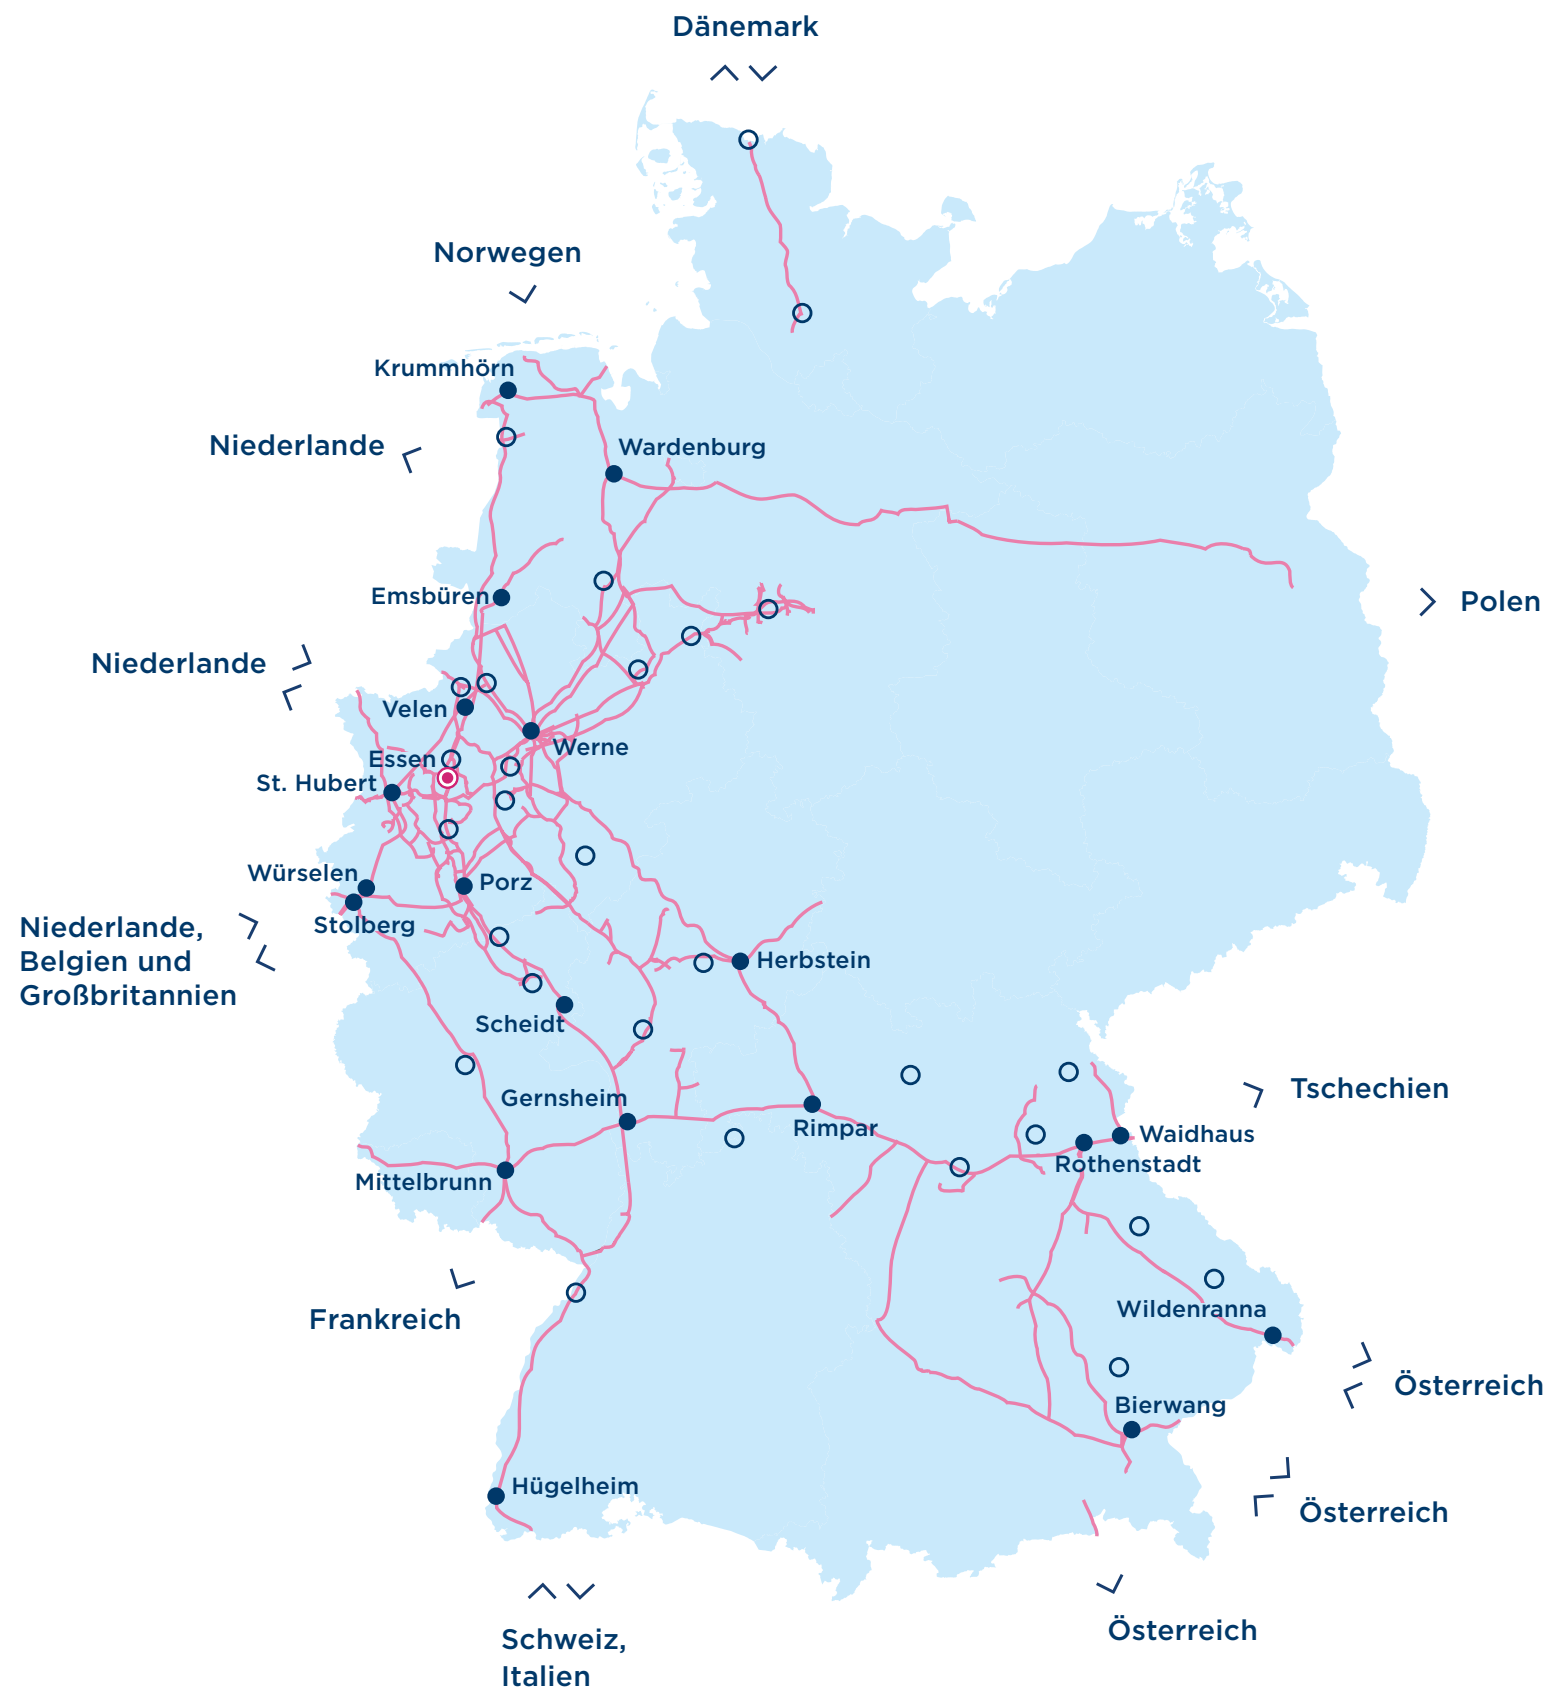 Dänemark
Norwegen
Krummhörn
Niederlande
Wardenburg
Emsbüren
Polen
Niederlande
Velen
Werne
Essen
St. Hubert
Würselen
Porz
Stolberg
Niederlande,
Belgien und
Großbritannien
Herbstein
Scheidt
Gernsheim
Tschechien
Rimpar
Waidhaus
Rothenstadt
Mittelbrunn
Frankreich
Wildenranna
Österreich
Bierwang
Hügelheim
Österreich
Österreich
Schweiz,
Italien